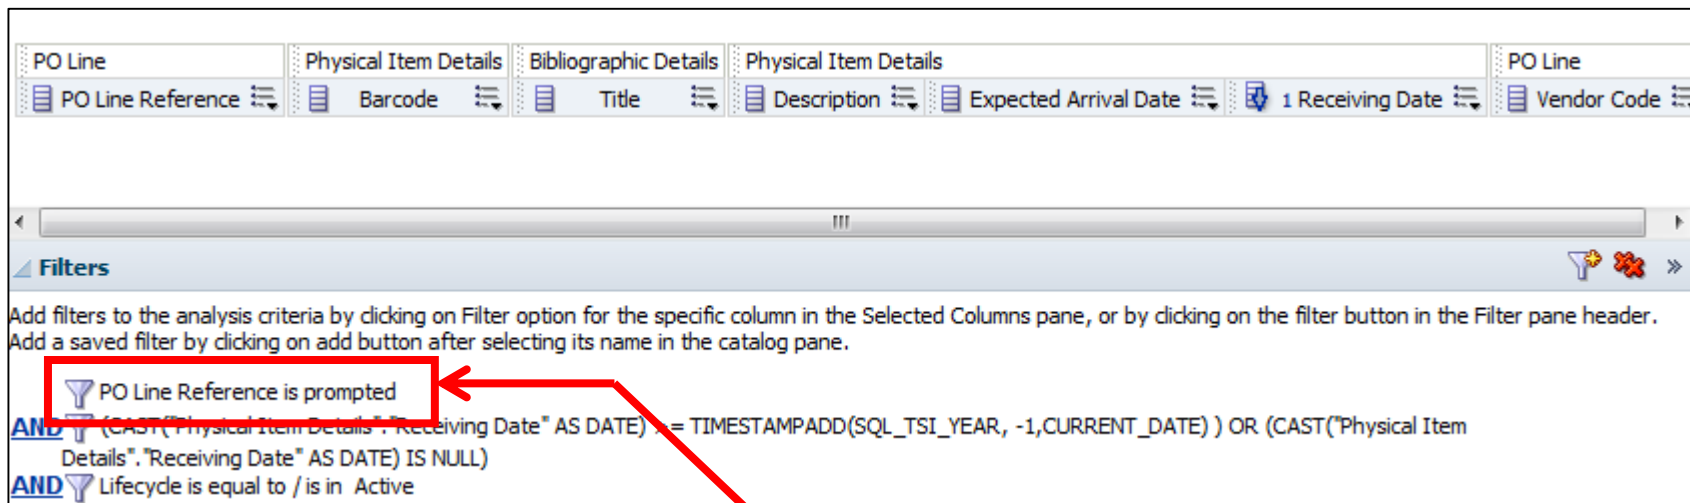 PO Line Physical Item Details Bibliographic Details Physical Item Details PO Line
PO Line Reference Barcode Title Description Expected Arrival Date 1 Receiving Date Vendor Code
Filters
Add filters to the analysis criteria by clicking on Filter option for the specific column in the Selected Columns pane, or by clicking on the filter button in the Filter pane header.
Add a saved filter by clicking on add button after selecting its name in the catalog pane.
PO Line Reference is prompted
AND (CAST("Physical Item Details"."Receiving Date" AS DATE) >= TIMESTAMPADD(SQL_TSI_YEAR, -1,CURRENT_DATE) ) OR (CAST("Physical Item
Details"."Receiving Date" AS DATE) IS NULL)
AND Lifecycle is equal to / is in Active